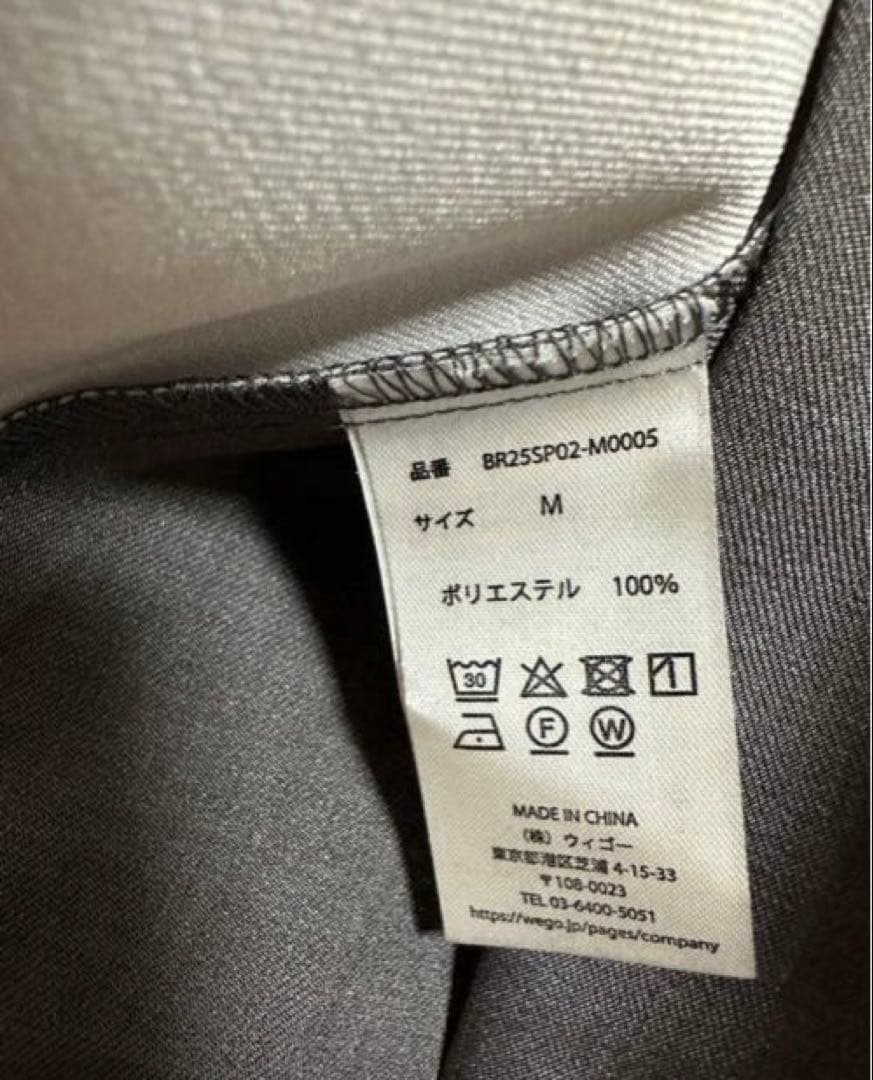 品番 BR25SP02-M0005
サイズ M
ポリエステル 100%
30
F W
MADE IN CHINA
（株）ウィゴー
東京都港区芝浦 4-15-33
〒108-0023
TEL 03-6400-5051
https://wego.jp/pages/company